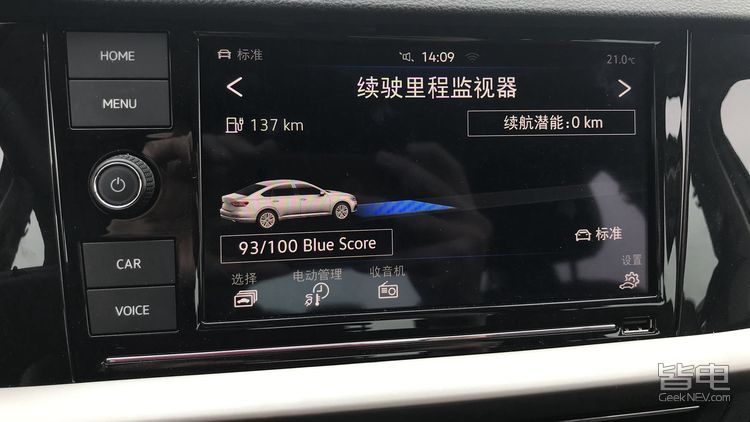 HOME
MENU
CAR
VOICE
标准
14:09
21.0℃
续驶里程监视器
137 km
续航潜能:0 km
93/100 Blue Score
标准
选择
电动管理
收音机
设置
皆电
GeekNEV.com